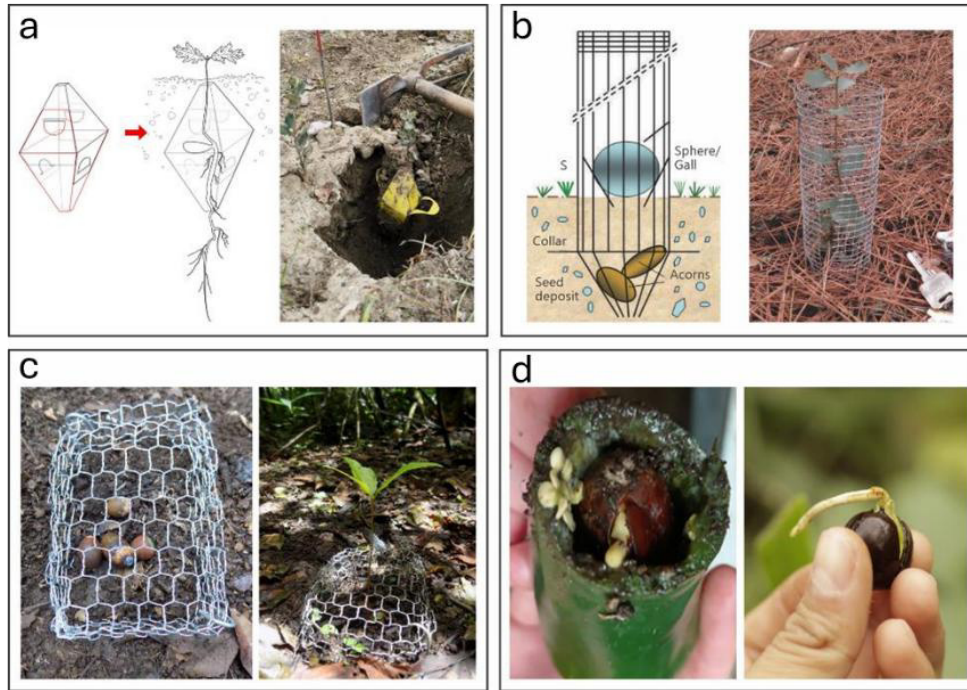 a
b
S
Sphere/
Gall
Collar
Seed
deposit
Acorns
c
d